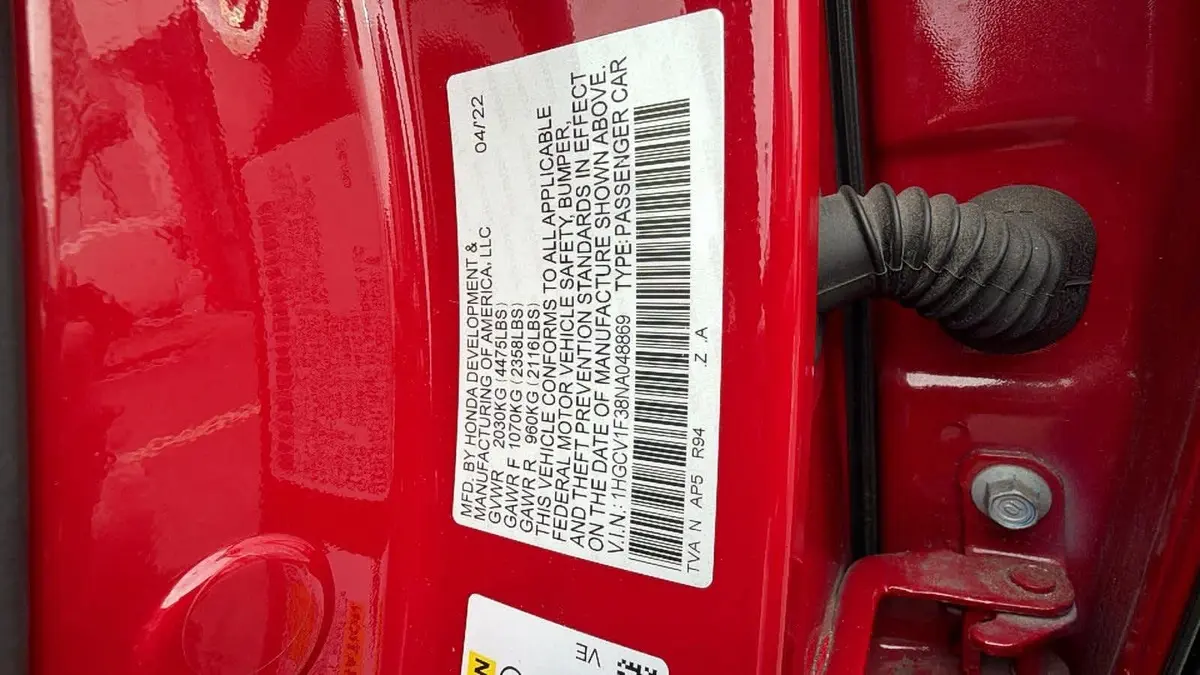 MFD. BY HONDA DEVELOPMENT & 04/'22
MANUFACTURING OF AMERICA, LLC
GVWR 2030KG (4475LBS)
GAWR F 1070KG (2358LBS)
GAWR R 960KG (2116LBS)
THIS VEHICLE CONFORMS TO ALL APPLICABLE
FEDERAL MOTOR VEHICLE SAFETY, BUMPER,
AND THEFT PREVENTION STANDARDS IN EFFECT
ON THE DATE OF MANUFACTURE SHOWN ABOVE.
V.I.N.: 1HGCV1F38NA048869 TYPE: PASSENGER CAR
TVA N AP5 R94 .Z .A
VE